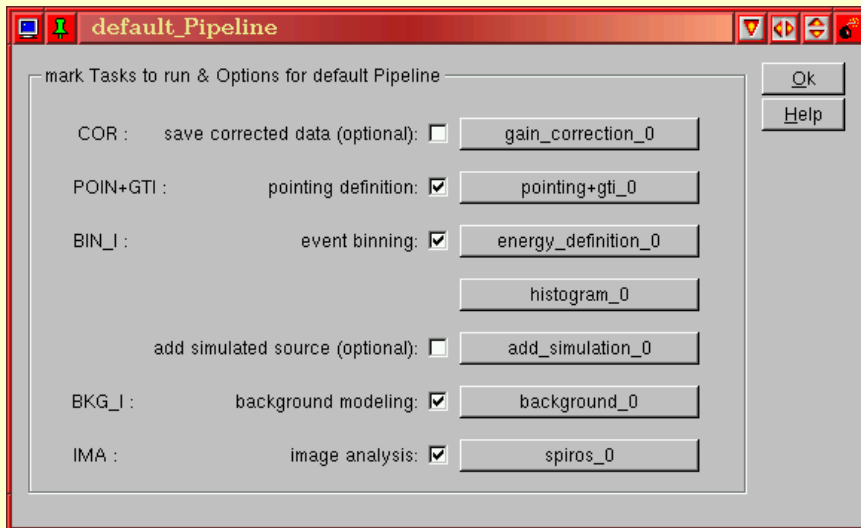 default_Pipeline
mark Tasks to run & Options for default Pipeline
Ok
Help
COR : save corrected data (optional): gain_correction_0
POIN+GTI : pointing definition: pointing+gti_0
BIN_I : event binning: energy_definition_0
histogram_0
add simulated source (optional): add_simulation_0
BKG_I : background modeling: background_0
IMA : image analysis: spiros_0